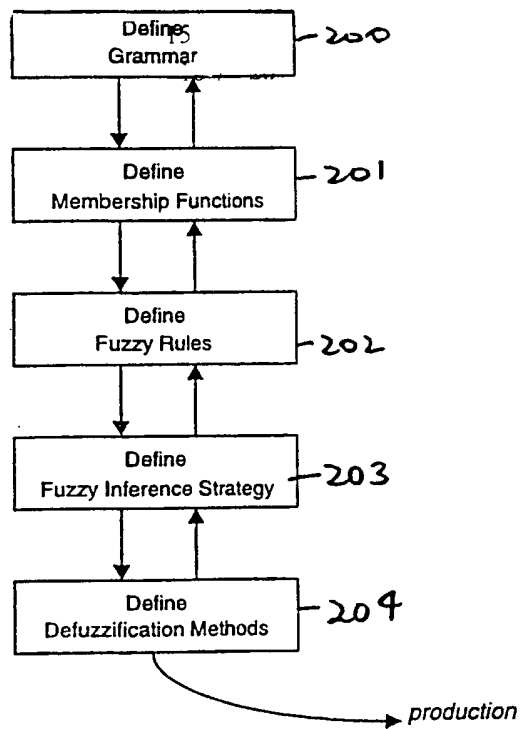 Define
15
Grammar
200
Define
Membership Functions
201
Define
Fuzzy Rules
202
Define
Fuzzy Inference Strategy
203
Define
Defuzzification Methods
204
production